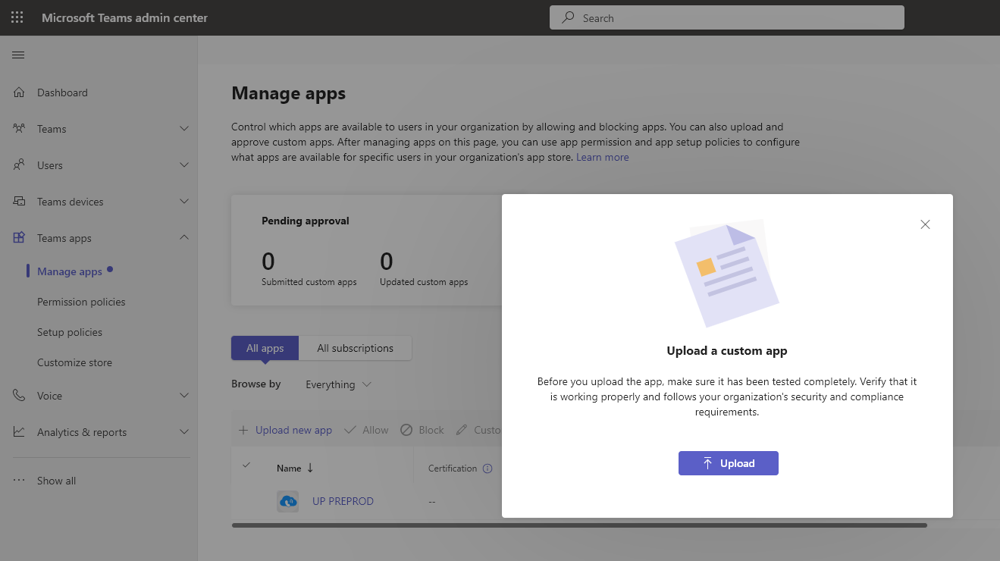 Microsoft Teams admin center
Search
Dashboard
Teams
Users
Teams devices
Teams apps
Manage apps
Permission policies
Setup policies
Customize store
Voice
Analytics & reports
Show all
Manage apps
Control which apps are available to users in your organization by allowing and blocking apps. You can also upload and
approve custom apps. After managing apps on this page, you can use app permission and app setup policies to configure
what apps are available for specific users in your organization's app store. Learn more
Pending approval
0 0
Submitted custom apps Updated custom apps
All apps All subscriptions
Browse by Everything
Upload new app Allow Block Custo
Name Certification
UP PREPROD --
Upload a custom app
Before you upload the app, make sure it has been tested completely. Verify that it
is working properly and follows your organization's security and compliance
requirements.
Upload